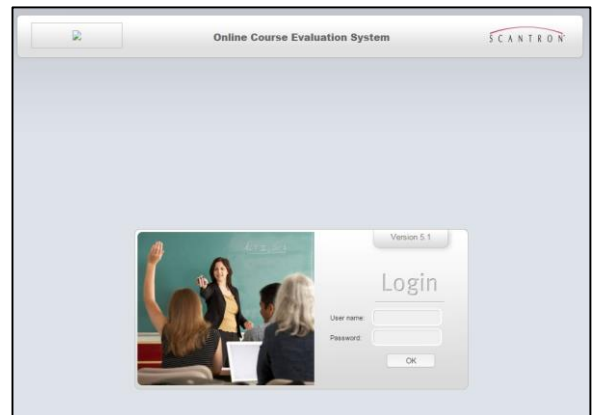 Online Course Evaluation System
SCANTRON
Version 5.1
Login
User name:
Password:
OK